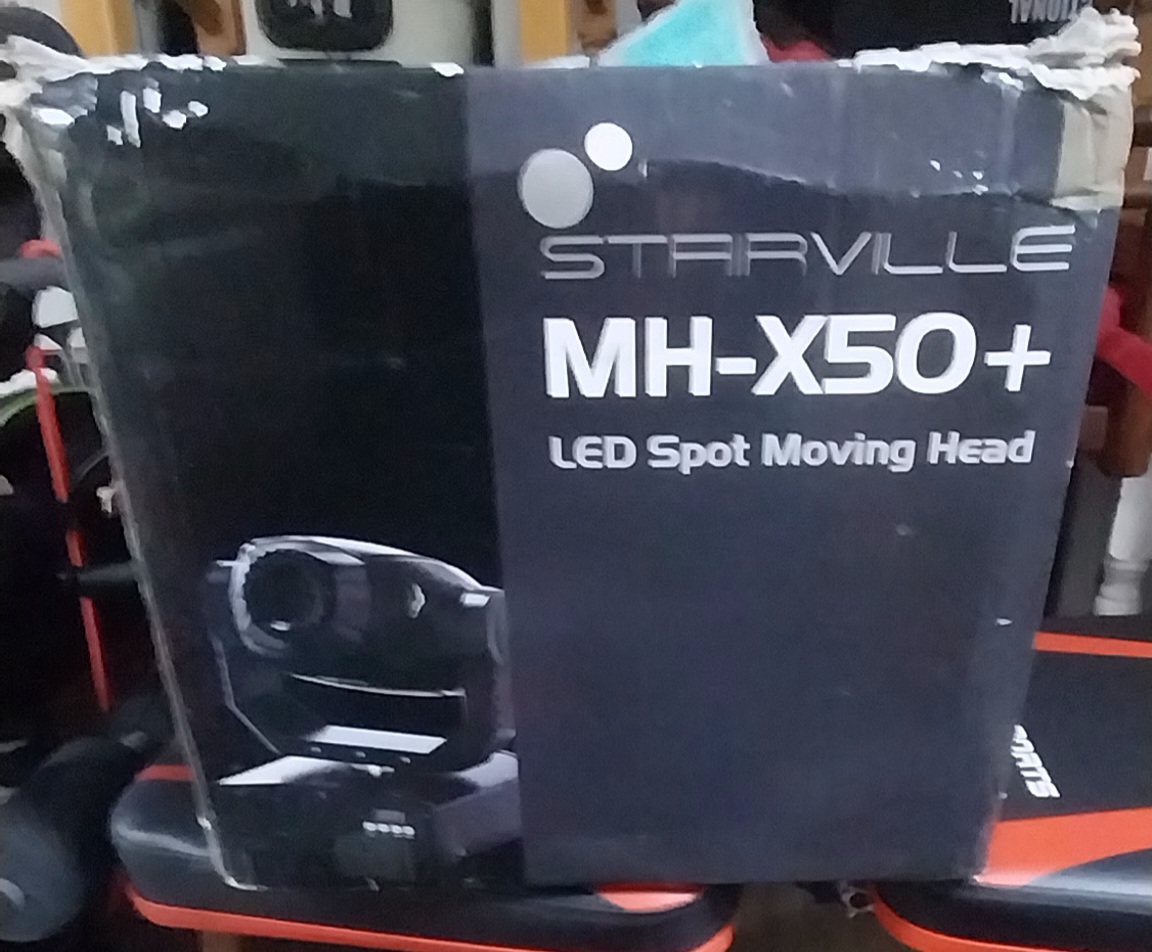 STARVILLE
MH-X50+
LED Spot Moving Head